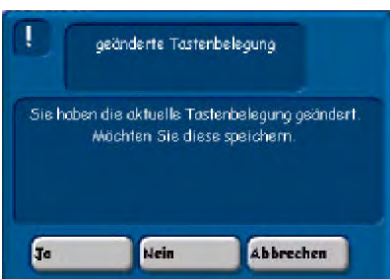 !
geänderte Tastenbelegung
Sie haben die aktuelle Tastenbelegung geändert.
Möchten Sie diese speichern.
Ja
Nein
Abbrechen